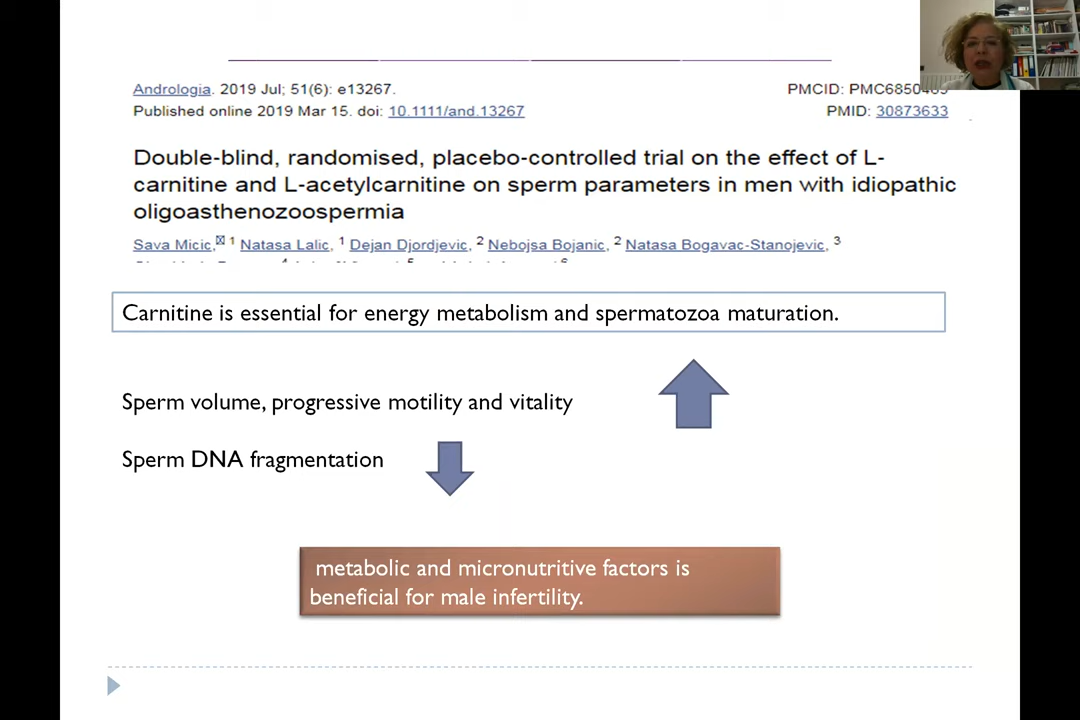 Andrologia. 2019 Jul; 51(6): e13267.
PMCID: PMC6850463
Published online 2019 Mar 15. doi: 10.1111/and.13267
PMID: 30873633
Double-blind, randomised, placebo-controlled trial on the effect of L-
carnitine and L-acetylcarnitine on sperm parameters in men with idiopathic
oligoasthenozoospermia
Sava Micic, 1 Natasa Lalic, 1 Dejan Djordjevic, 2 Nebojsa Bojanic, 2 Natasa Bogavac-Stanojevic, 3
Carnitine is essential for energy metabolism and spermatozoa maturation.
Sperm volume, progressive motility and vitality
Sperm DNA fragmentation
metabolic and micronutritive factors is
beneficial for male infertility.